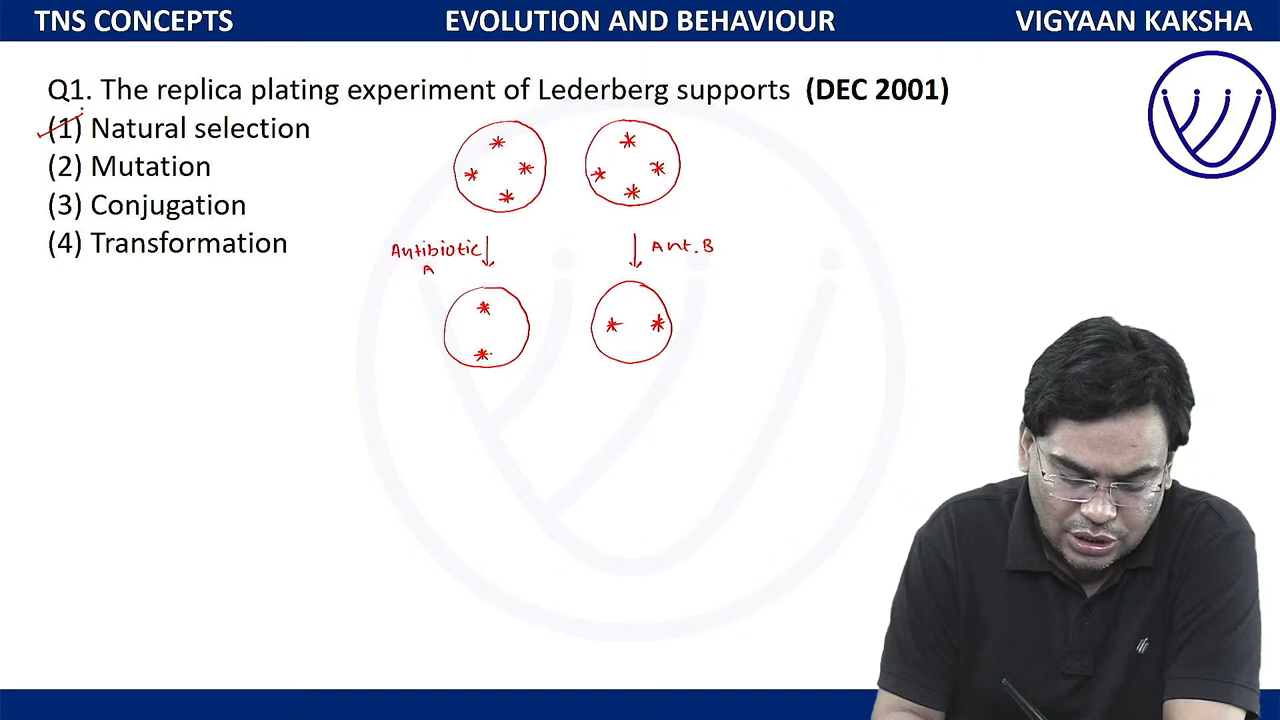 TNS CONCEPTS EVOLUTION AND BEHAVIOUR VIGYAAN KAKSHA
Q1. The replica plating experiment of Lederberg supports (DEC 2001)
(1) Natural selection
(2) Mutation
(3) Conjugation
(4) Transformation
Antibiotic
A
Ant. B